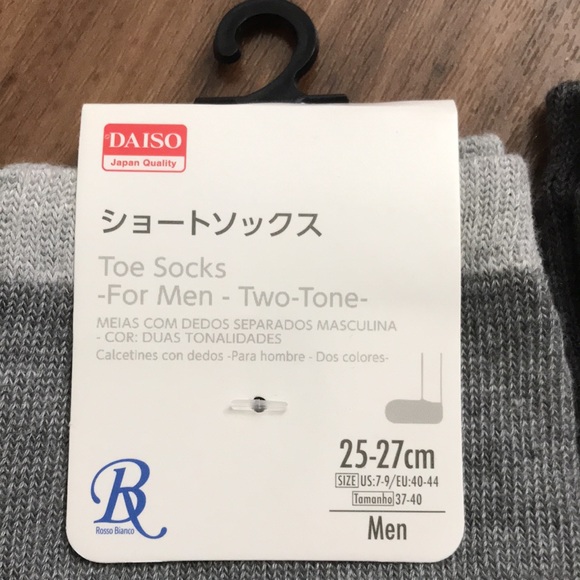 DAISO
Japan Quality
ショートソックス
Toe Socks
-For Men - Two-Tone-
MEIAS COM DEDOS SEPARADOS MASCULINA
- COR: DUAS TONALIDADES
Calcetines con dedos -Para hombre - Dos colores-
25-27cm
SIZE US:7-9/EU:40-44
Tamanho 37-40
Men
R
Rosso Bianco